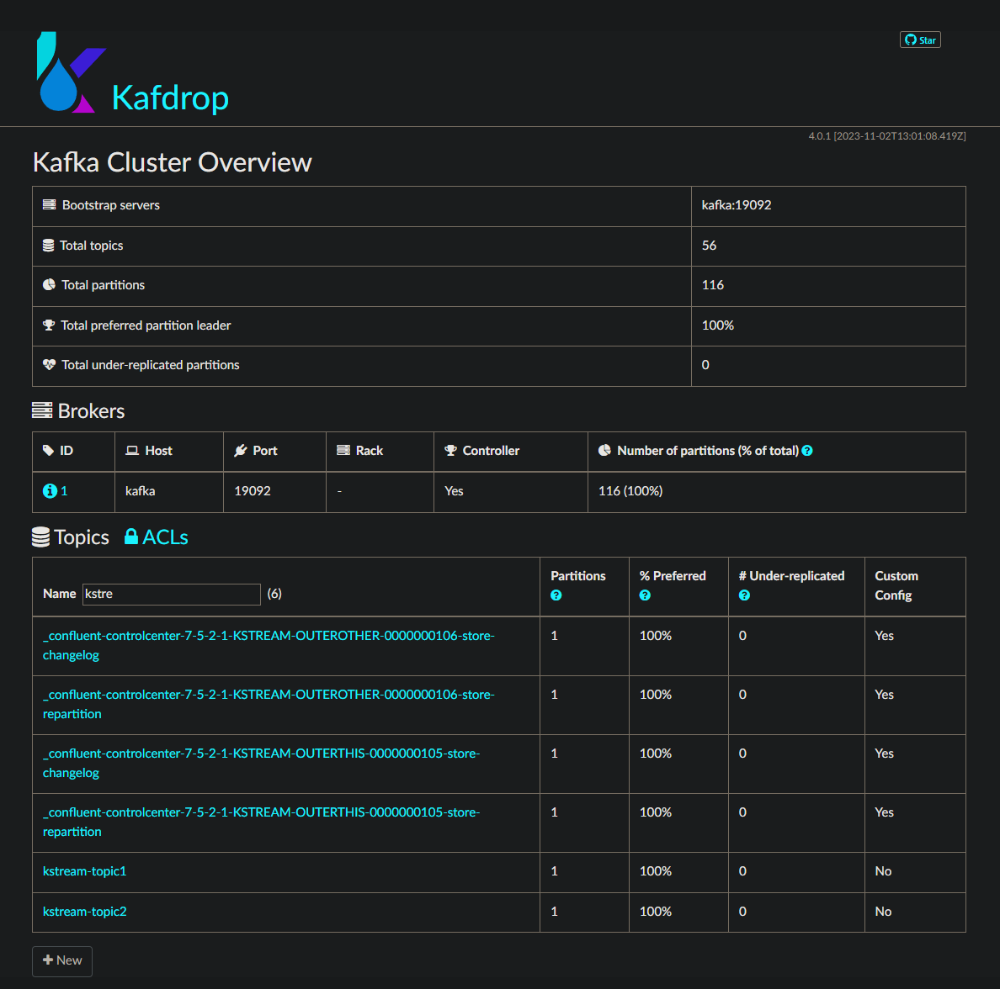 Star
Kafdrop
4.0.1 [2023-11-02T13:01:08.419Z]
Kafka Cluster Overview
Bootstrap servers kafka:19092
Total topics 56
Total partitions 116
Total preferred partition leader 100%
Total under-replicated partitions 0
Brokers
ID Host Port Rack Controller Number of partitions (% of total) ?
1 kafka 19092 - Yes 116 (100%)
Topics ACLs
Name kstre (6) Partitions ? % Preferred ? # Under-replicated ? Custom Config
_confluent-controlcenter-7-5-2-1-KSTREAM-OUTEROTHER-0000000106-store- 1 100% 0 Yes
changelog
_confluent-controlcenter-7-5-2-1-KSTREAM-OUTEROTHER-0000000106-store- 1 100% 0 Yes
repartition
_confluent-controlcenter-7-5-2-1-KSTREAM-OUTERTHIS-0000000105-store- 1 100% 0 Yes
changelog
_confluent-controlcenter-7-5-2-1-KSTREAM-OUTERTHIS-0000000105-store- 1 100% 0 Yes
repartition
kstream-topic1 1 100% 0 No
kstream-topic2 1 100% 0 No
+ New